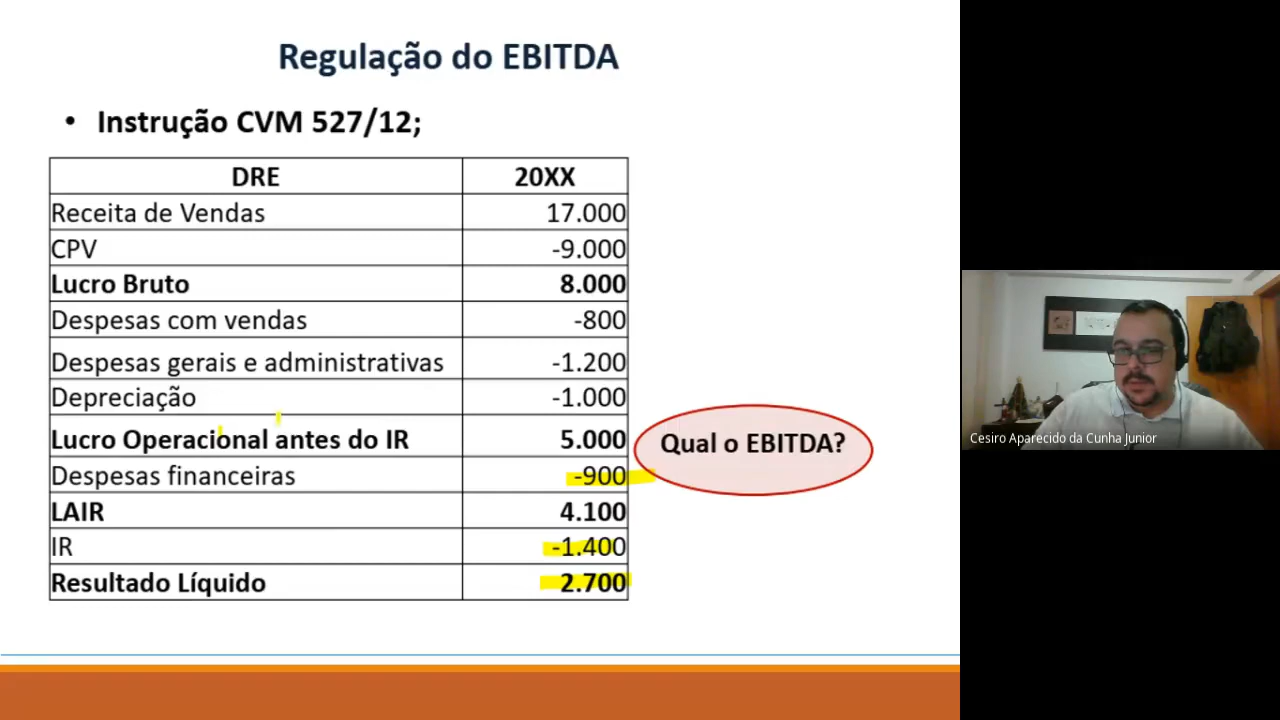 Regulação do EBITDA
• Instrução CVM 527/12;
DRE 20XX
Receita de Vendas 17.000
CPV -9.000
Lucro Bruto 8.000
Despesas com vendas -800
Despesas gerais e administrativas -1.200
Depreciação -1.000
Lucro Operacional antes do IR 5.000
Qual o EBITDA?
Despesas financeiras -900
LAIR 4.100
IR -1.400
Resultado Líquido 2.700
Cesiro Aparecido da Cunha Junior